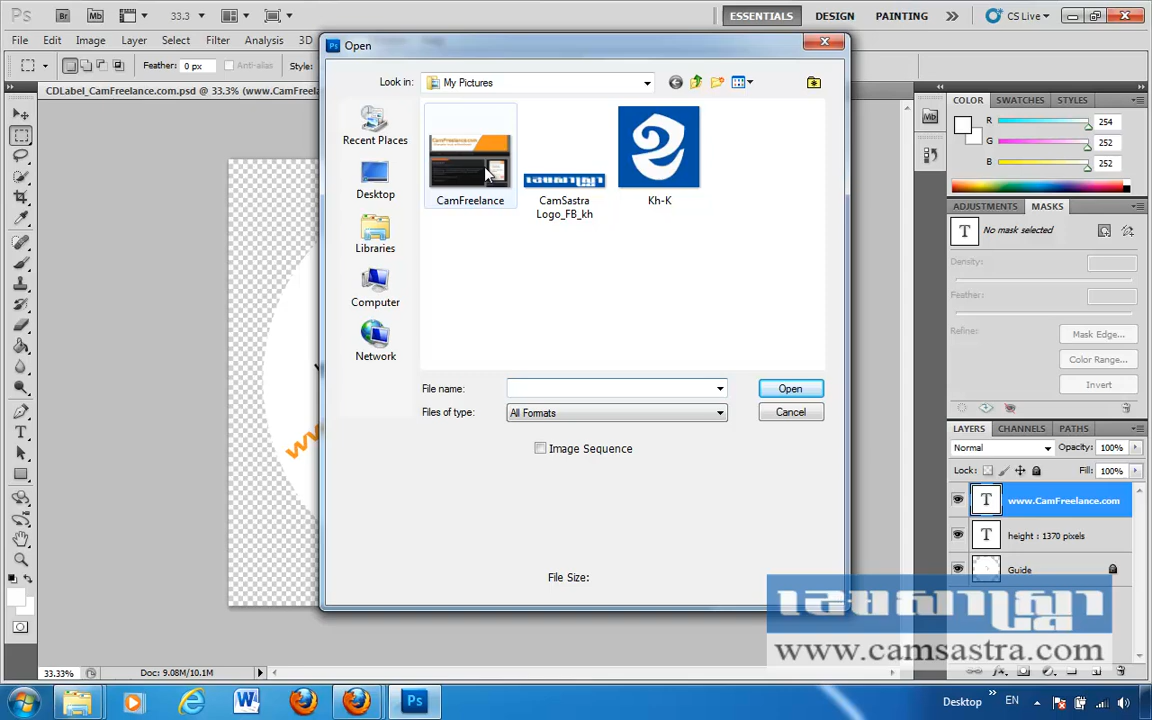 Ps Br Mb 33.3 ESSENTIALS DESIGN PAINTING CS Live
File Edit Image Layer Select Filter Analysis 3D
Feather: 0 px Anti-alias Style:
CDLabel_CamFreelance.com.psd @ 33.3% (www.CamFreelan
Open
Look in: My Pictures
Recent Places
Desktop
Libraries
Computer
Network
CamFreelance
CamSastra Logo_FB_kh
Kh-K
File name:
Open
Files of type: All Formats
Cancel
Image Sequence
File Size:
COLOR SWATCHES STYLES
R 254
G 252
B 252
ADJUSTMENTS MASKS
No mask selected
Density:
Feather:
Refine: Mask Edge...
Color Range...
Invert
LAYERS CHANNELS PATHS
Normal Opacity: 100%
Lock: Fill: 100%
T www.CamFreelance.com
T height : 1370 pixels
Guide
www.camsastra.com
33.33% Doc: 9.08M/10.1M
Desktop EN